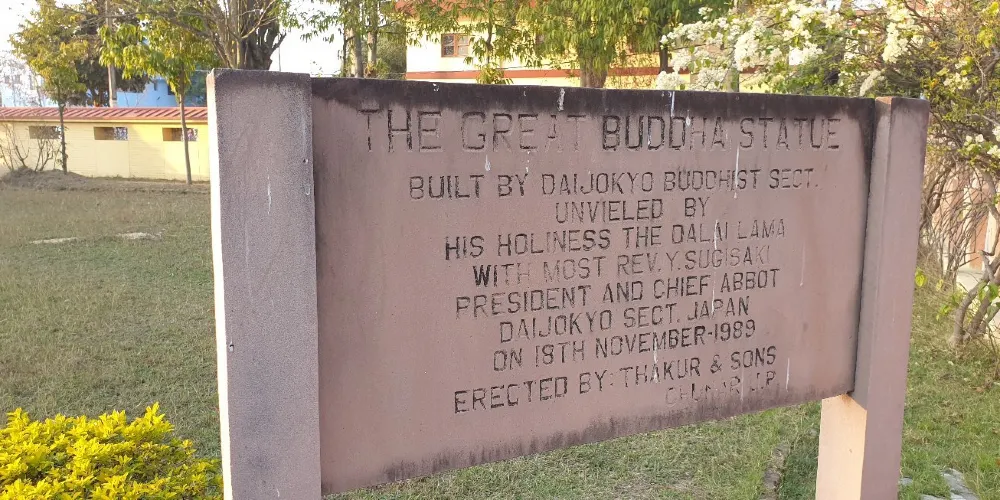 THE GREAT BUDDHA STATUE
BUILT BY DAIJOKYO BUDDHIST SECT.
UNVIELED BY
HIS HOLINESS THE DALAI LAMA
WITH MOST REV. Y. SUGISAKI
PRESIDENT AND CHIEF ABBOT
DAIJOKYO SECT. JAPAN
ON 18TH NOVEMBER-1989
ERECTED BY: THAKUR & SONS
CHUNAR U.P.